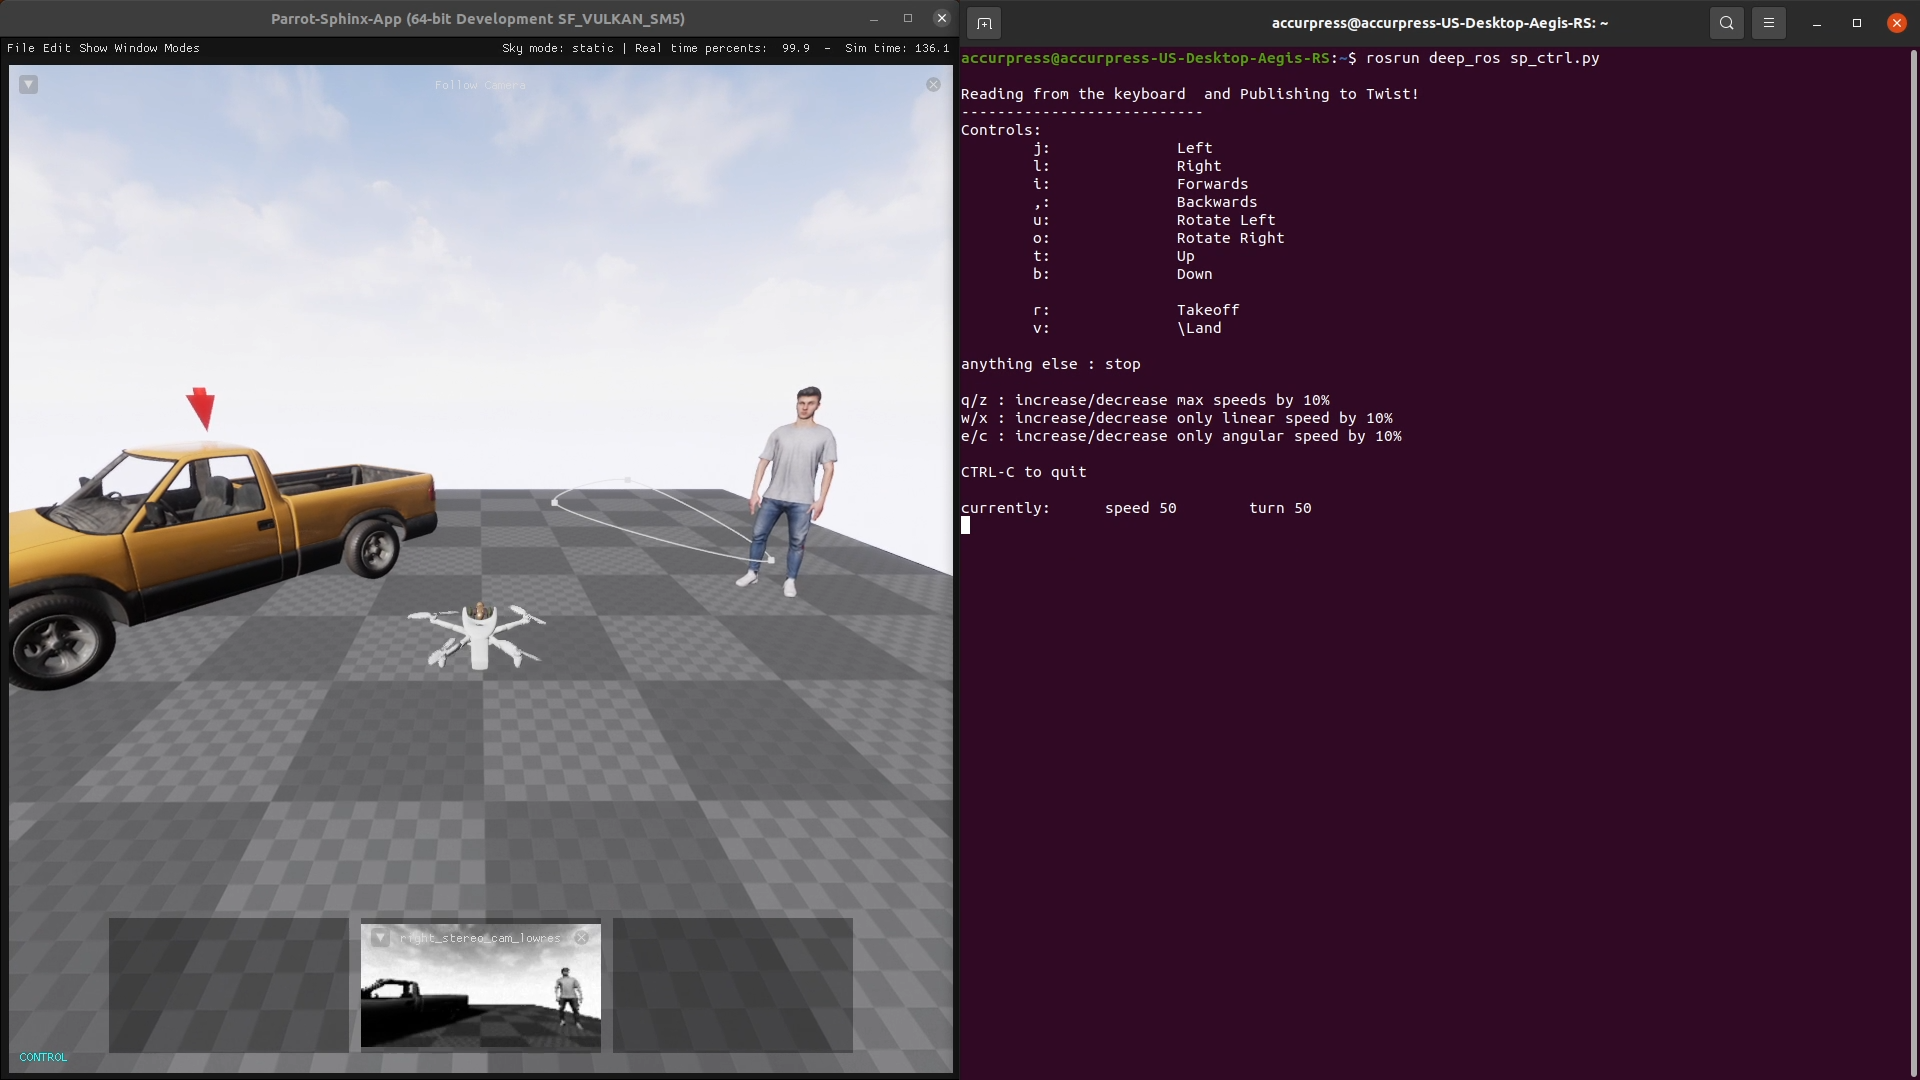 Parrot-Sphinx-App (64-bit Development SF_VULKAN_SM5)
File Edit Show Window Modes
Sky mode: static | Real time percents:  99.9  -  Sim time: 136.1
Follow Camera
right_stereo_cam_lowres
CONTROL
accurpress@accurpress-US-Desktop-Aegis-RS: ~
accurpress@accurpress-US-Desktop-Aegis-RS:~$ rosrun deep_ros sp_ctrl.py
Reading from the keyboard  and Publishing to Twist!
---------------------------
Controls:
j: Left
l: Right
i: Forwards
,: Backwards
u: Rotate Left
o: Rotate Right
t: Up
b: Down
r: Takeoff
v: \Land
anything else : stop
q/z : increase/decrease max speeds by 10%
w/x : increase/decrease only linear speed by 10%
e/c : increase/decrease only angular speed by 10%
CTRL-C to quit
currently: speed 50 turn 50